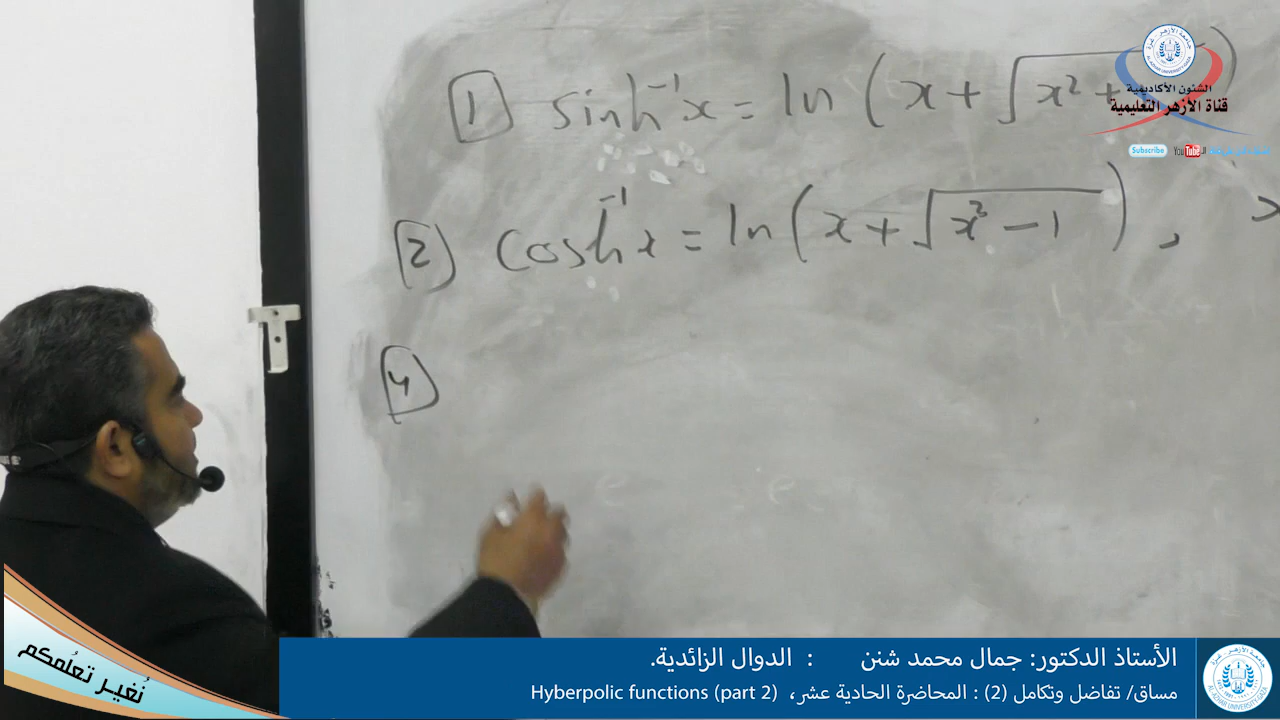 1 sinh⁻¹x = ln (x + √x² +
2 cosh⁻¹x = ln (x + √x² − 1) ,
4
e e
الشئون الأكاديمية
قناة الأزهر التعليمية
Subscribe YouTube
الأستاذ الدكتور: جمال محمد شنن : الدوال الزائدية.
مساق/ تفاضل وتكامل (2) : المحاضرة الحادية عشر، Hyberpolic functions (part 2)
نُغير تعلُمكم